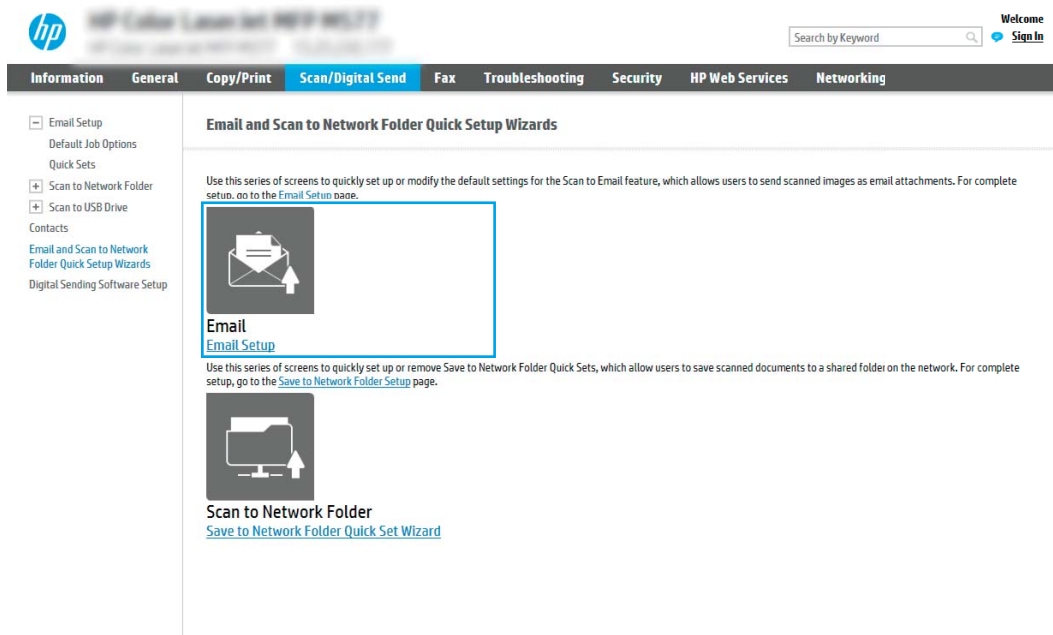 hp
HP Color LaserJet MFP M577
Welcome
Search by Keyword
Sign In
Information General Copy/Print Scan/Digital Send Fax Troubleshooting Security HP Web Services Networking
Email Setup
Default Job Options
Quick Sets
Scan to Network Folder
Scan to USB Drive
Contacts
Email and Scan to Network
Folder Quick Setup Wizards
Digital Sending Software Setup
Email and Scan to Network Folder Quick Setup Wizards
Use this series of screens to quickly set up or modify the default settings for the Scan to Email feature, which allows users to send scanned images as email attachments. For complete
setup, go to the Email Setup page.
Email
Email Setup
Use this series of screens to quickly set up or remove Save to Network Folder Quick Sets, which allow users to save scanned documents to a shared folder on the network. For complete
setup, go to the Save to Network Folder Setup page.
Scan to Network Folder
Save to Network Folder Quick Set Wizard